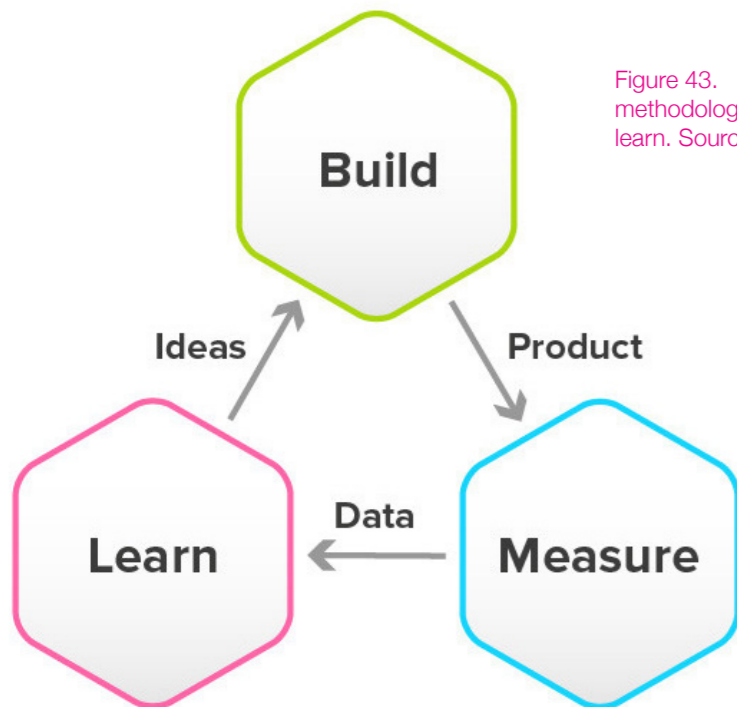 Build
Figure 43.
methodolog
learn. Sourc
Ideas
Product
Data
Learn
Measure